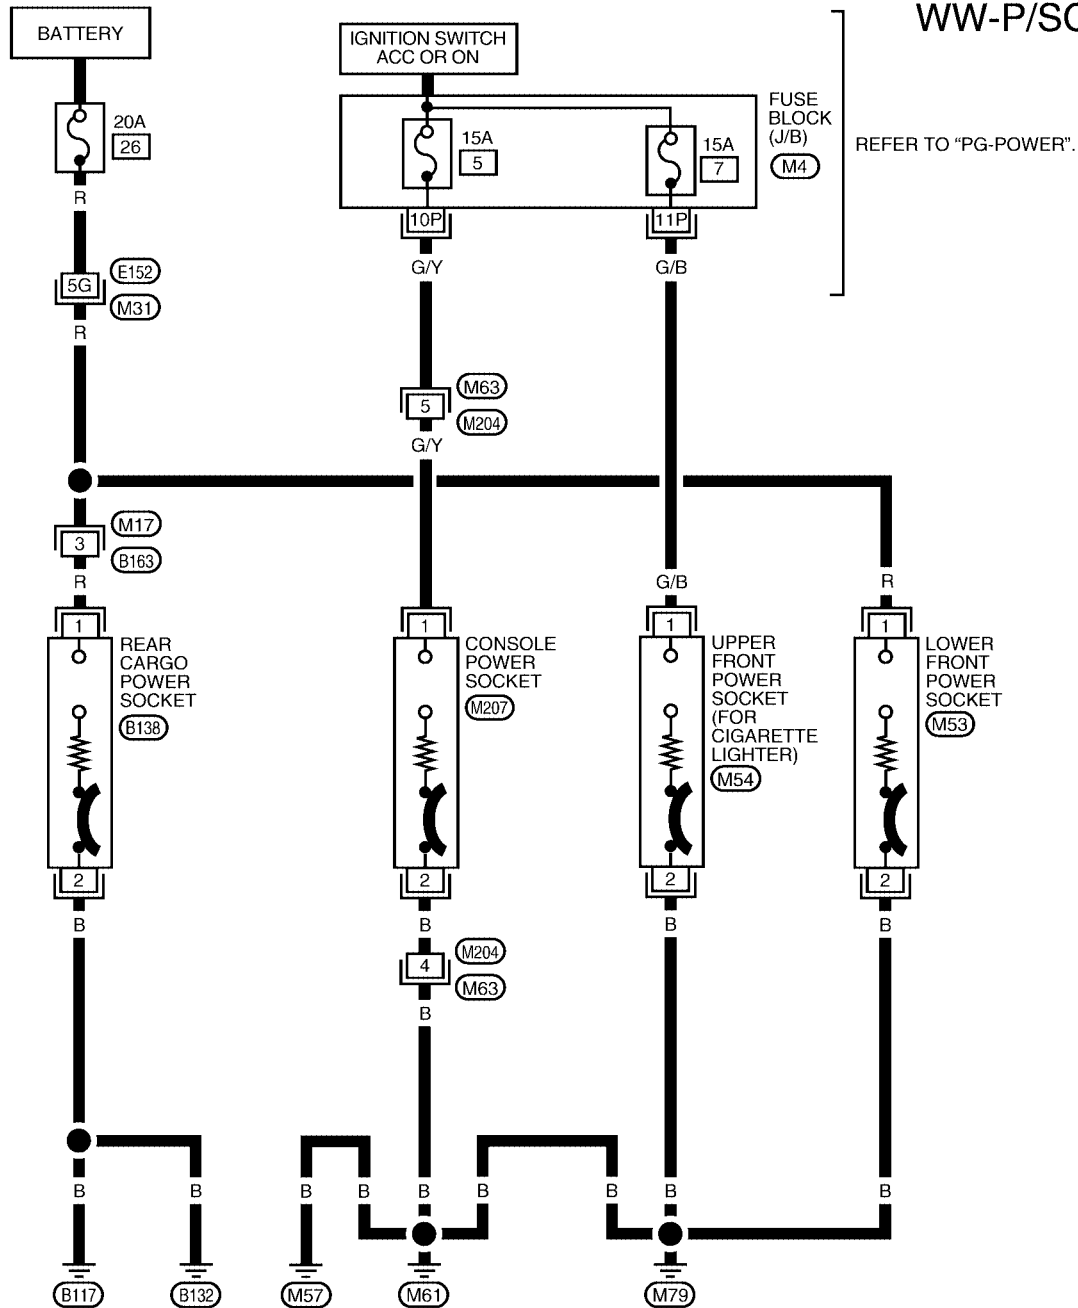 WW-P/SC
BATTERY
IGNITION SWITCH
ACC OR ON
20A
26
15A
5
15A
7
FUSE
BLOCK
(J/B)
M4
REFER TO “PG-POWER”.
R
10P
11P
5G
E152
M31
G/Y
G/B
R
5
M63
M204
G/Y
3
M17
B163
R
G/B
R
1
REAR
CARGO
POWER
SOCKET
B138
1
CONSOLE
POWER
SOCKET
M207
1
UPPER
FRONT
POWER
SOCKET
(FOR
CIGARETTE
LIGHTER)
M54
1
LOWER
FRONT
POWER
SOCKET
M53
2
2
2
2
B
B
B
B
4
M204
M63
B
B
B
B
B
B
B
B
B
B
B117
B132
M57
M61
M79